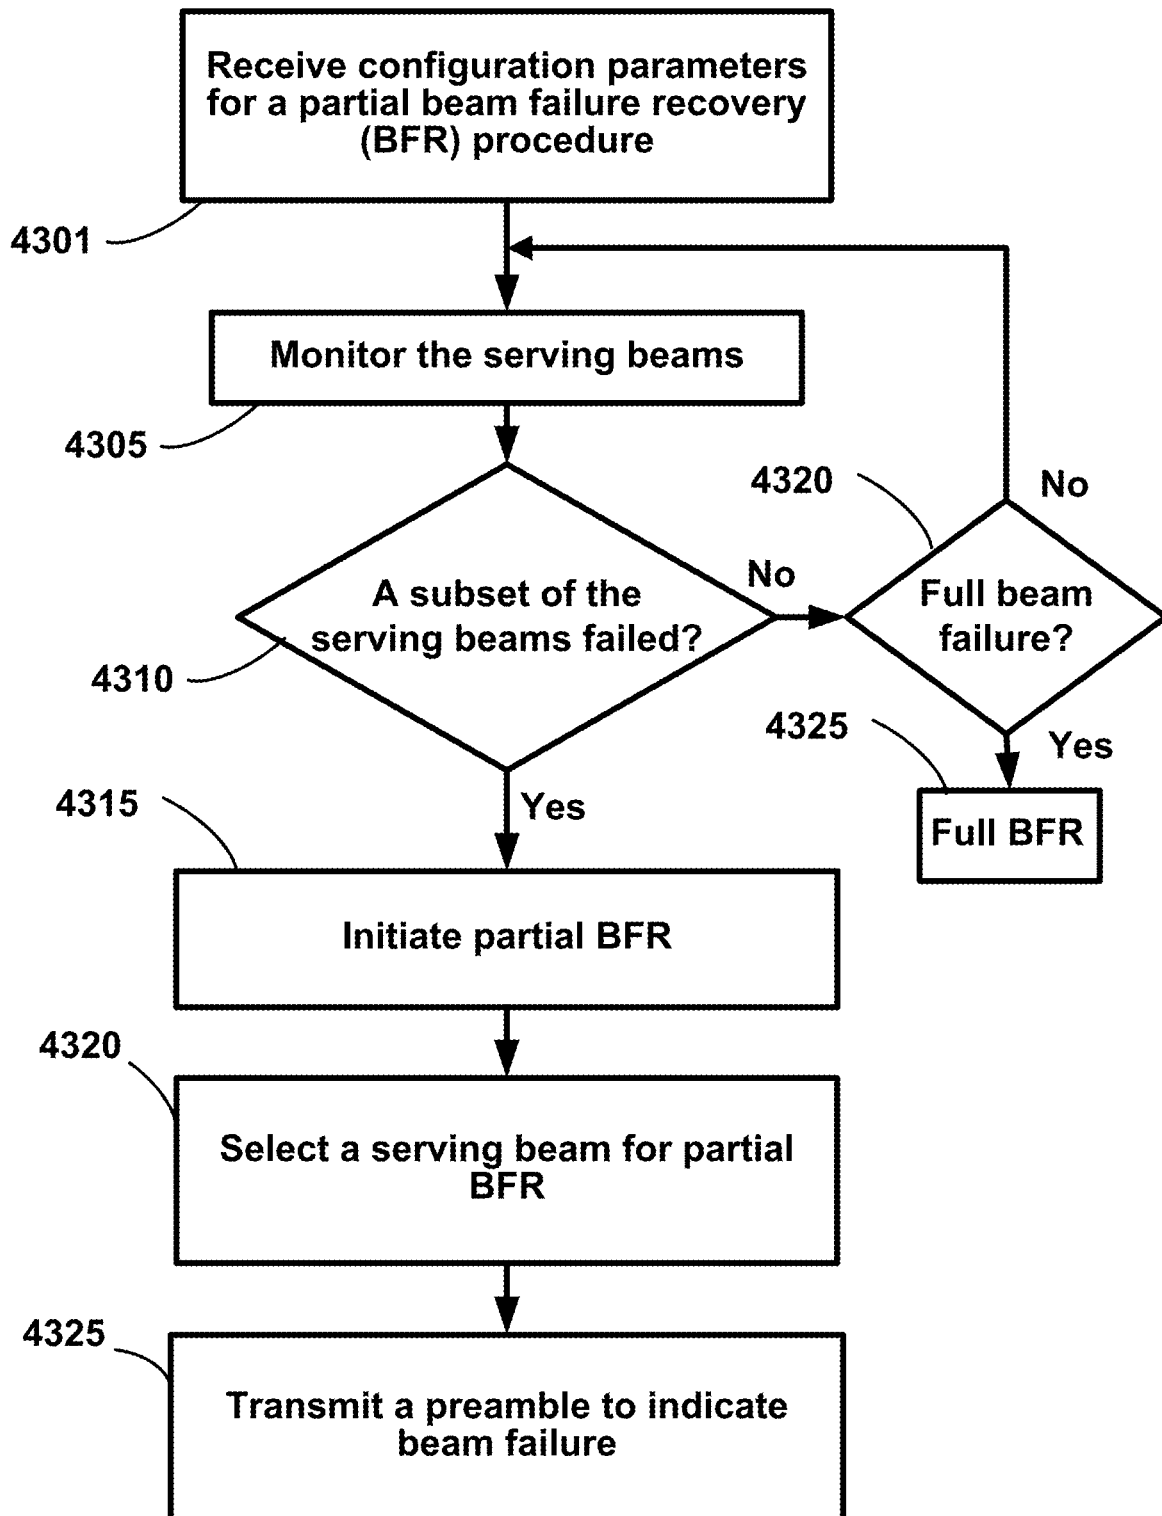 Receive configuration parameters
for a partial beam failure recovery
(BFR) procedure
4301
Monitor the serving beams
4305
A subset of the
serving beams failed?
4310
No
4320
No
Full beam
failure?
4325
Yes
Full BFR
Yes
4315
Initiate partial BFR
4320
Select a serving beam for partial
BFR
4325
Transmit a preamble to indicate
beam failure